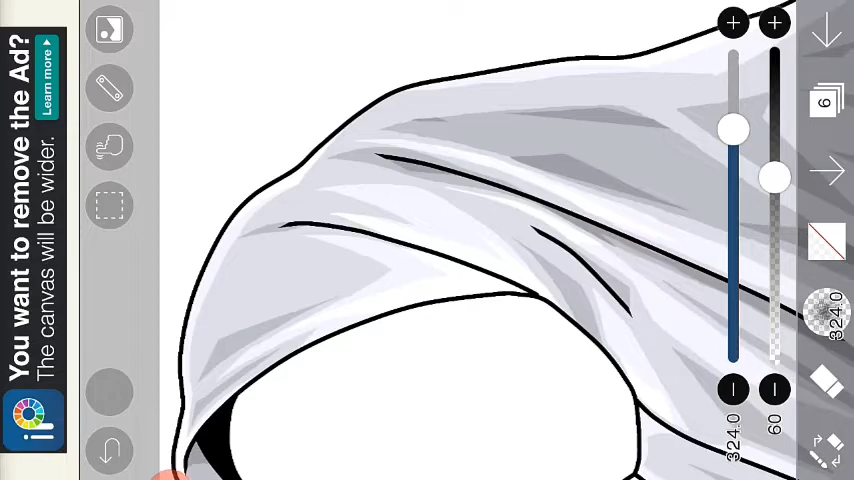 You want to remove the Ad?
The canvas will be wider.
Learn more ▸
iP
6
324.0
324.0
60